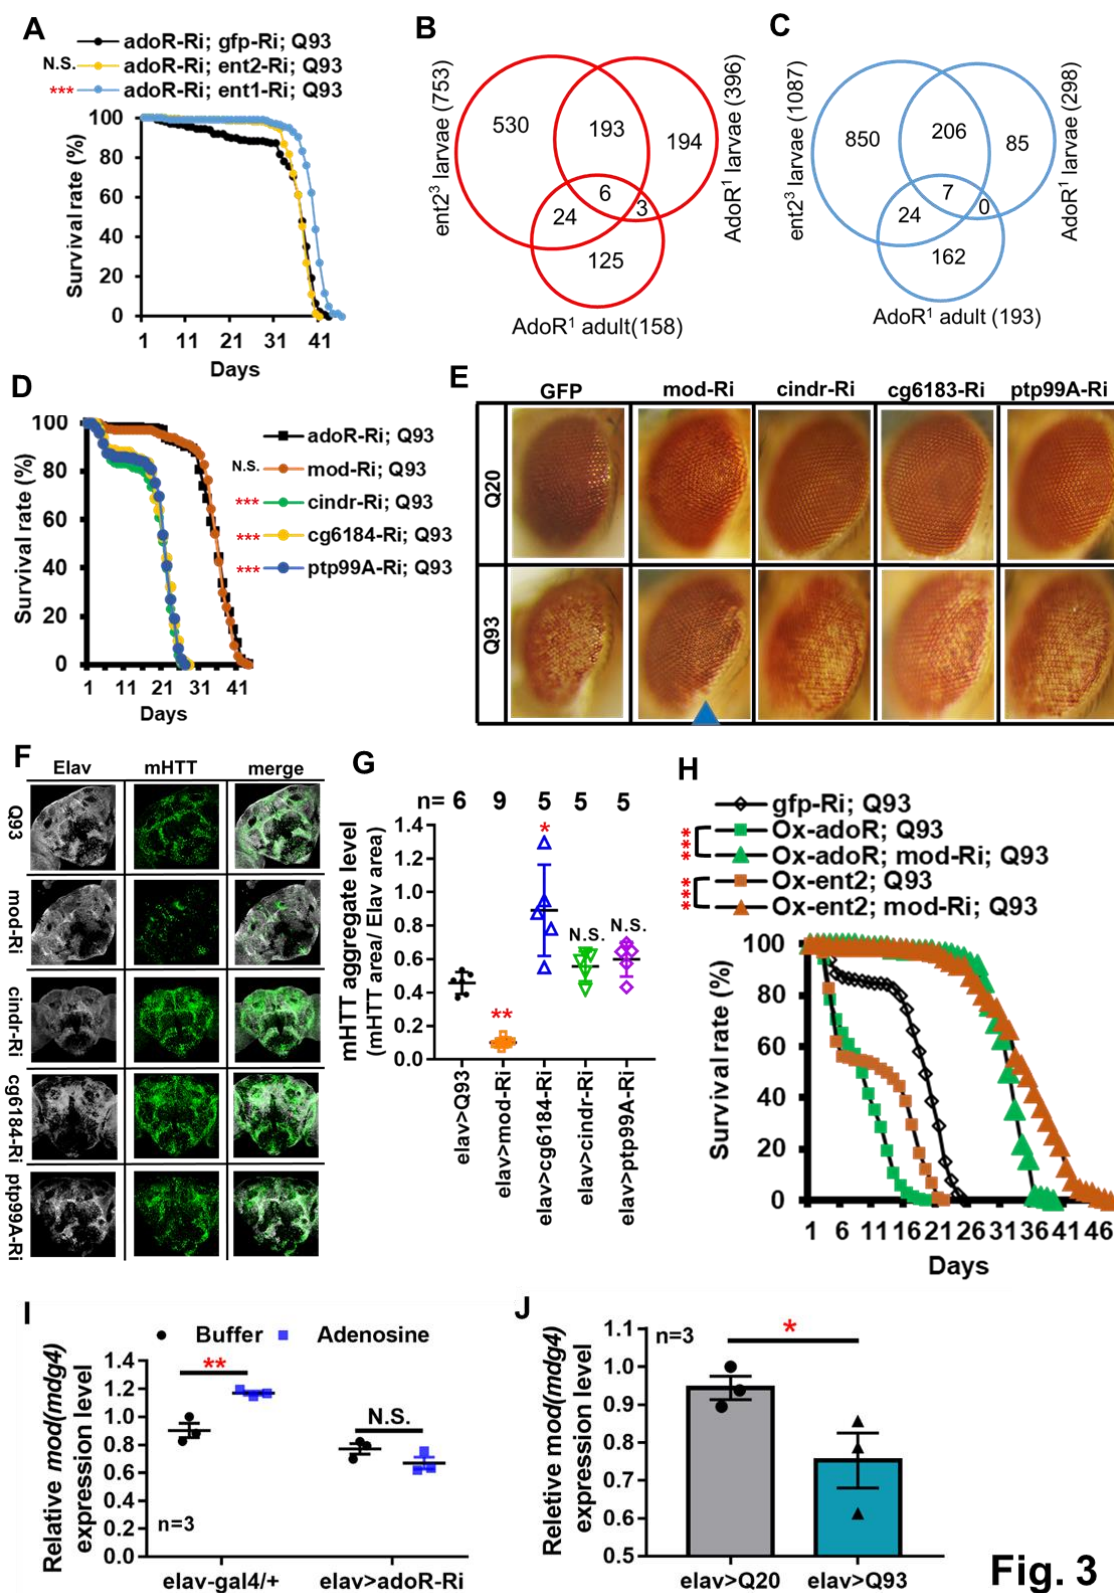 A
adoR-Ri; gfp-Ri; Q93
N.S. adoR-Ri; ent2-Ri; Q93
*** adoR-Ri; ent1-Ri; Q93
Survival rate (%)
100
80
60
40
20
0
1 11 21 31 41
Days
B
ent2³ larvae (753)
AdoR¹ larvae (396)
530
193
194
6
24
3
125
AdoR¹ adult(158)
C
ent2³ larvae (1087)
AdoR¹ larvae (298)
850
206
85
7
24
0
162
AdoR¹ adult (193)
D
adoR-Ri; Q93
N.S. mod-Ri; Q93
*** cindr-Ri; Q93
*** cg6184-Ri; Q93
*** ptp99A-Ri; Q93
Survival rate (%)
100
80
60
40
20
0
1 11 21 31 41
Days
E
GFP mod-Ri cindr-Ri cg6183-Ri ptp99A-Ri
Q20
Q93
F
Elav mHTT merge
Q93
mod-Ri
cindr-Ri
cg6184-Ri
ptp99A-Ri
G
n= 6 9 5 5 5
mHTT aggregate level
(mHTT area/ Elav area)
1.4
1.2
1.0
0.8
0.6
0.4
0.2
0.0
**
*
N.S.
N.S.
elav>Q93
elav>mod-Ri
elav>cg6184-Ri
elav>cindr-Ri
elav>ptp99A-Ri
H
gfp-Ri; Q93
*** Ox-adoR; Q93
Ox-adoR; mod-Ri; Q93
*** Ox-ent2; Q93
Ox-ent2; mod-Ri; Q93
Survival rate (%)
100
80
60
40
20
0
1 6 11 16 21 26 31 36 41 46
Days
I
Buffer Adenosine
Relative mod(mdg4)
expression level
1.4
1.2
1.0
0.8
0.6
0.4
0.2
0.0
**
N.S.
n=3
elav-gal4/+ elav>adoR-Ri
J
n=3
*
Reletive mod(mdg4)
expression level
1.1
1.0
0.9
0.8
0.7
0.6
0.5
elav>Q20 elav>Q93
Fig. 3